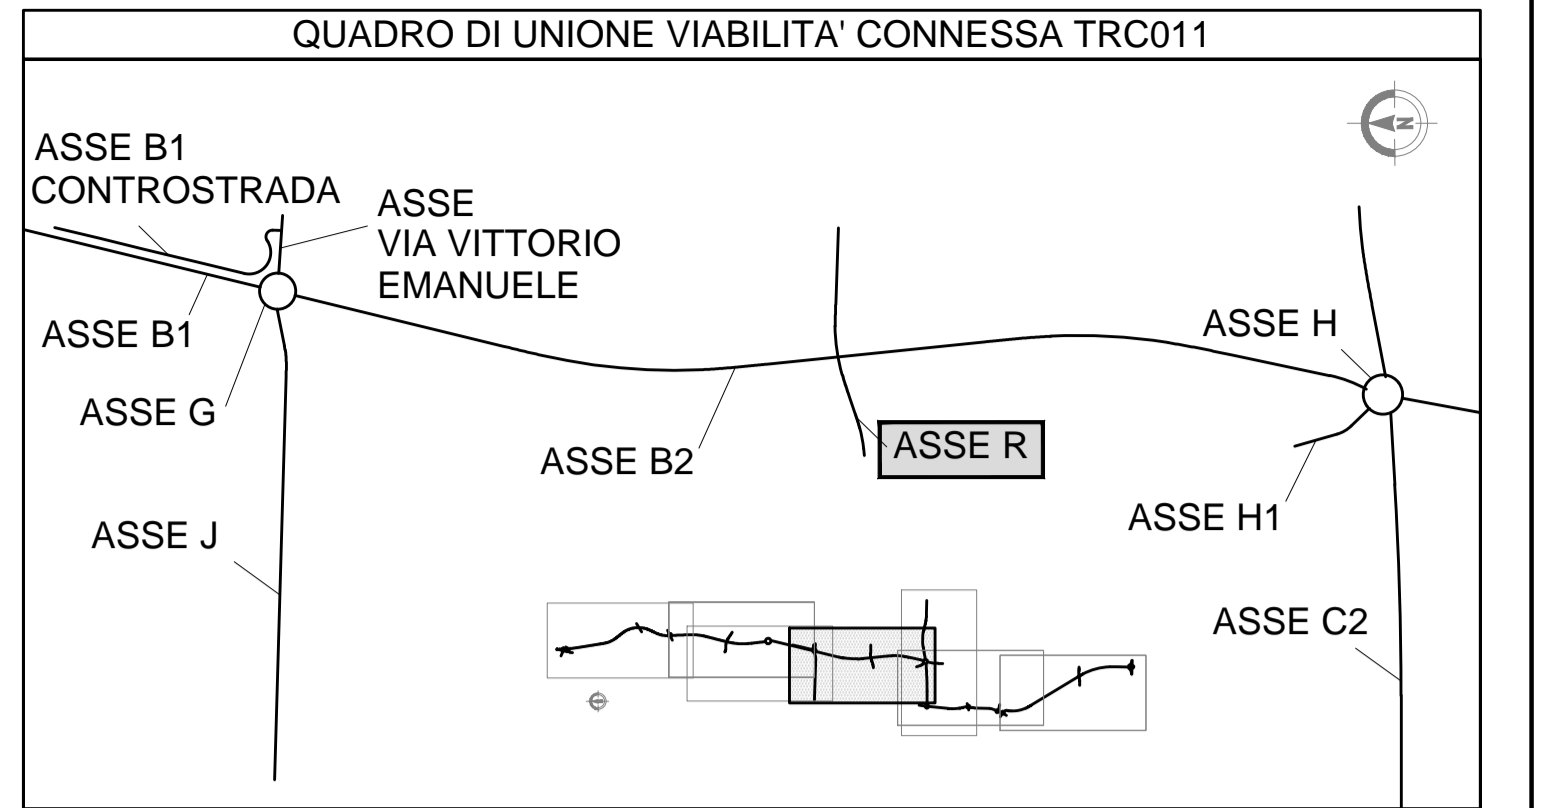 QUADRO DI UNIONE VIABILITA' CONNESSA TRC011
N
ASSE B1
CONTROSTRADA
ASSE
VIA VITTORIO
EMANUELE
ASSE B1
ASSE H
ASSE G
ASSE R
ASSE B2
ASSE H1
ASSE J
ASSE C2